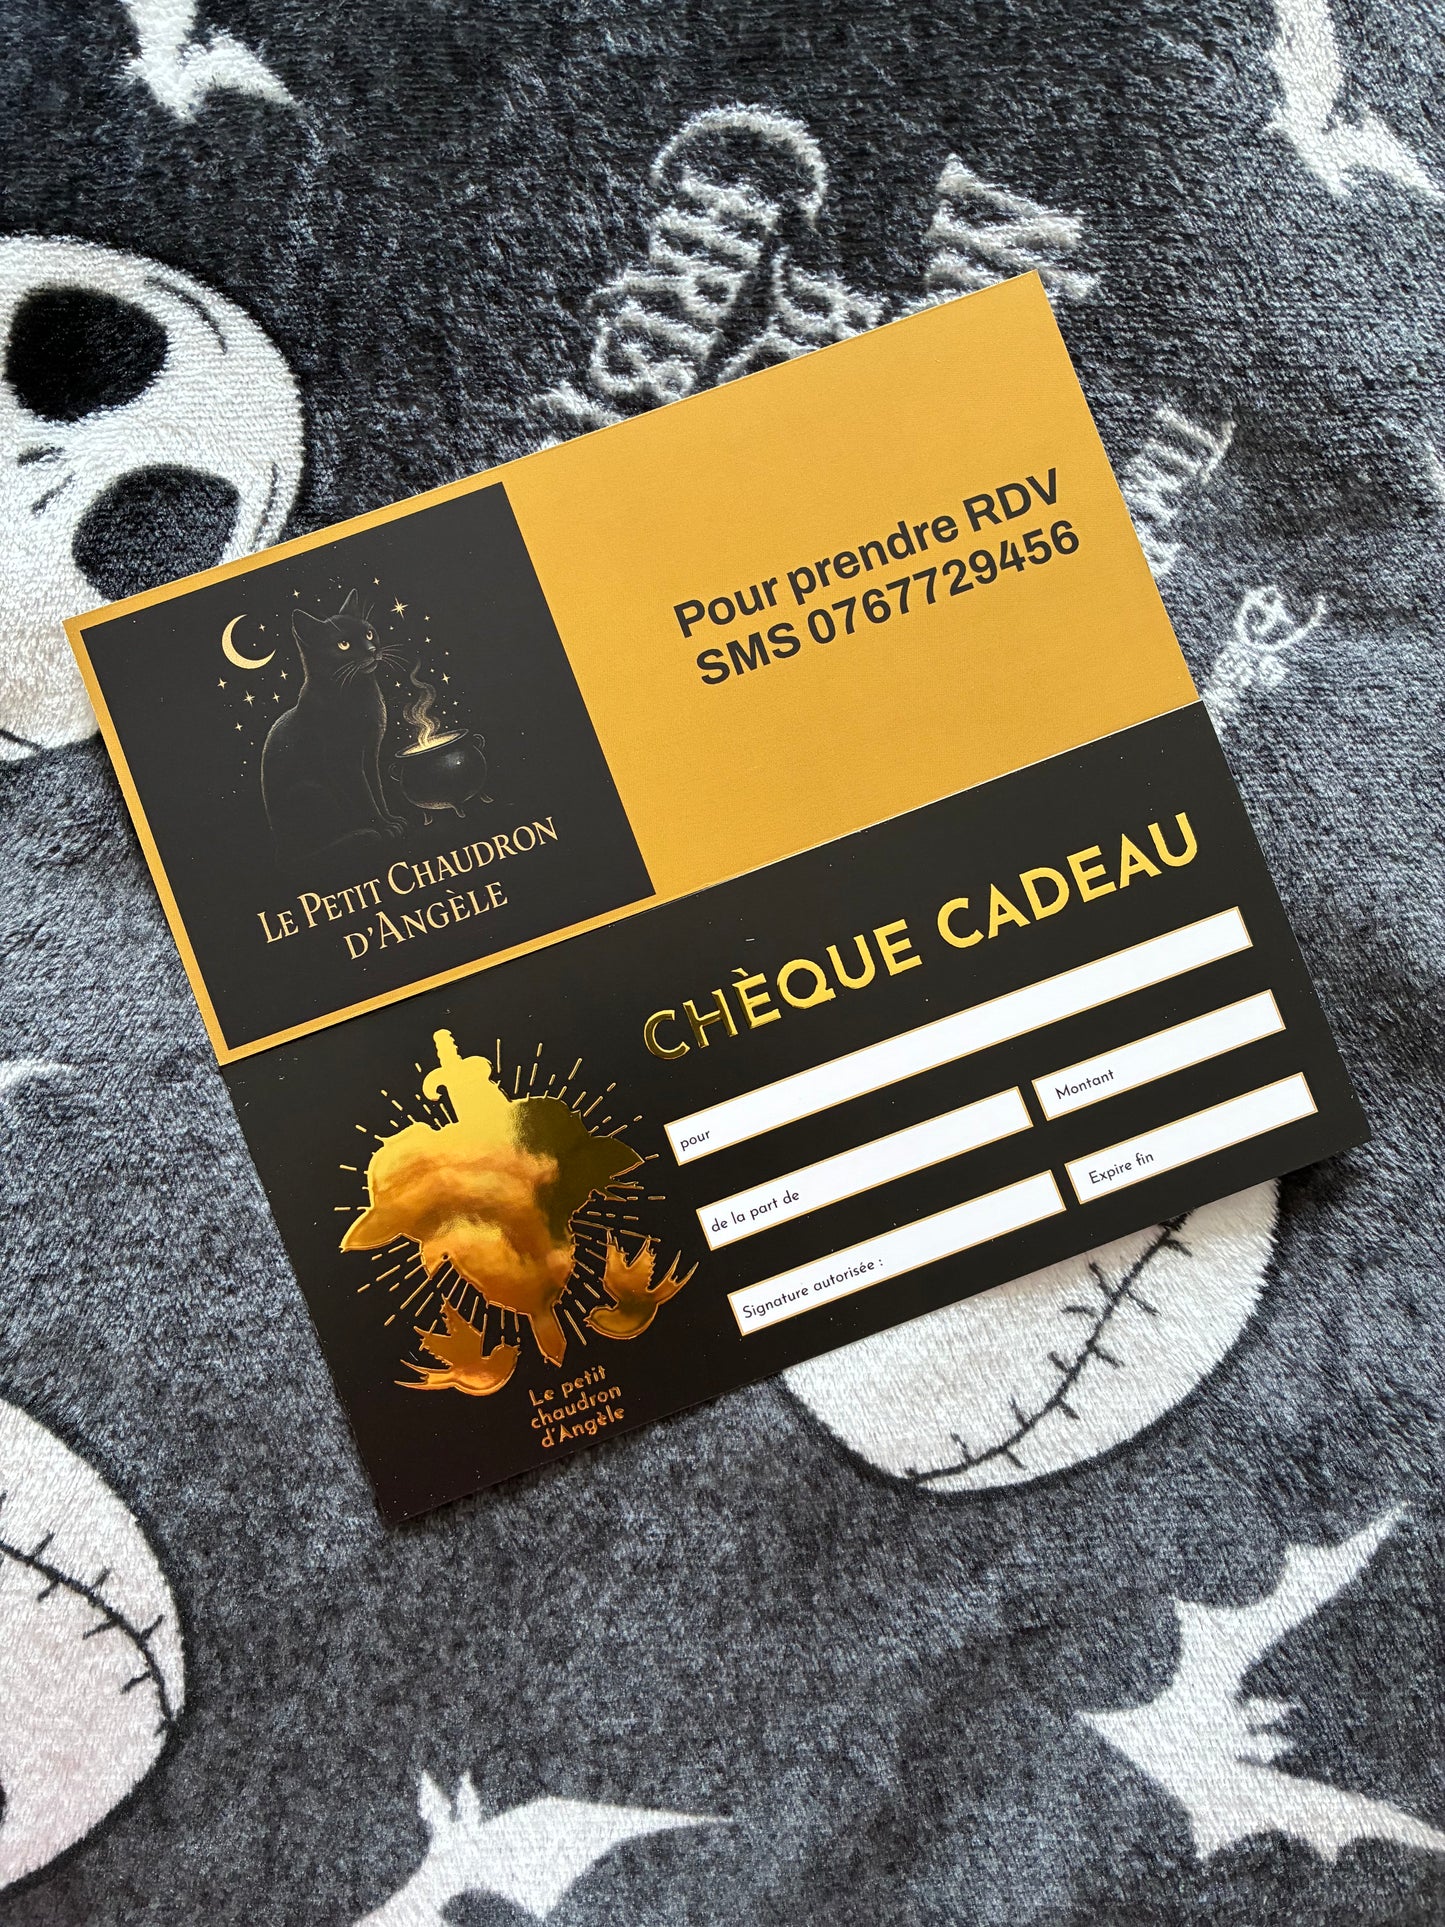 Pour prendre RDV
SMS 0767729456
LE PETIT CHAUDRON
D'ANGÈLE
CHÈQUE CADEAU
pour
de la part de
Montant
Signature autorisée :
Expire fin
Le petit
chaudron
d'Angèle